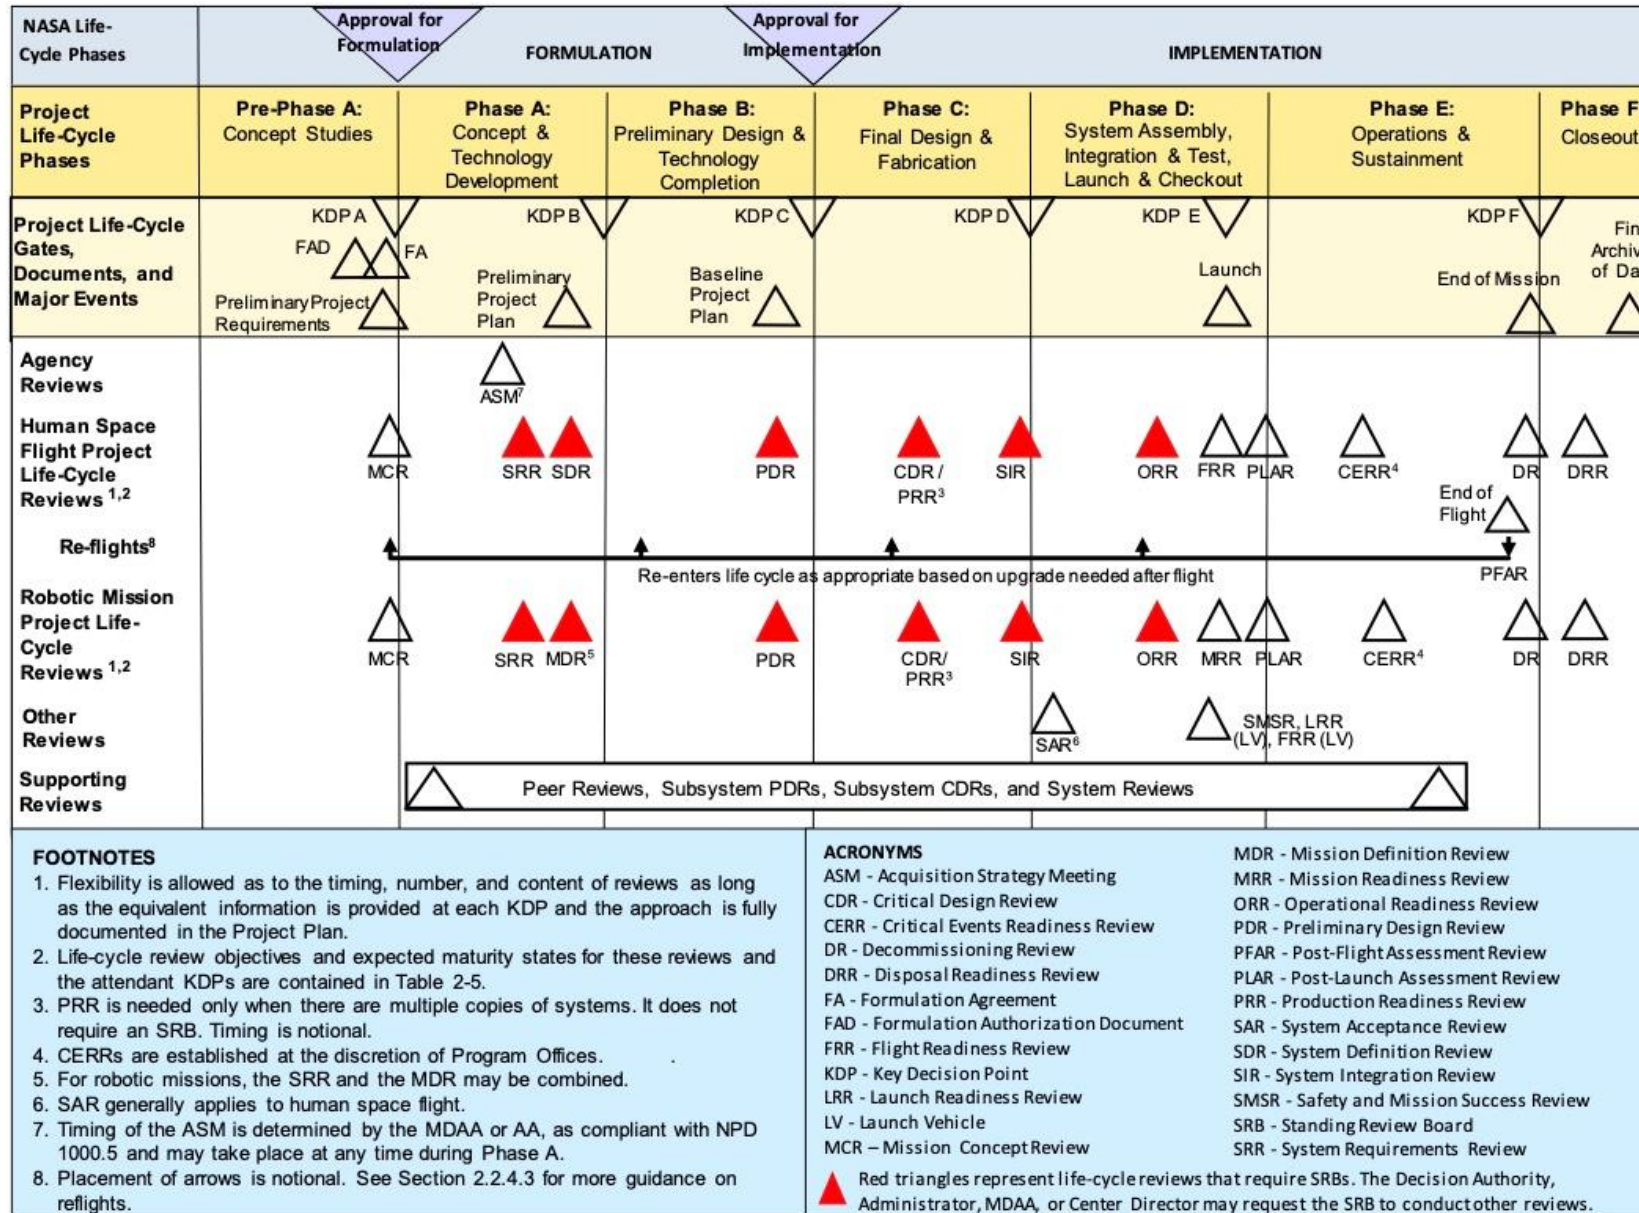 NASA Life-
Cycle Phases
Approval for
Formulation
FORMULATION
Approval for
Implementation
IMPLEMENTATION
Project
Life-Cycle
Phases
Pre-Phase A:
Concept Studies
Phase A:
Concept &
Technology
Development
Phase B:
Preliminary Design &
Technology
Completion
Phase C:
Final Design &
Fabrication
Phase D:
System Assembly,
Integration & Test,
Launch & Checkout
Phase E:
Operations &
Sustainment
Phase F
Closeout
Project Life-Cycle
Gates,
Documents, and
Major Events
KDP A
KDP B
KDP C
KDP D
KDP E
KDP F
FAD
FA
Preliminary Project
Requirements
Preliminary
Project
Plan
Baseline
Project
Plan
Launch
End of Mission
Fin
Archiv
of Da
Agency
Reviews
ASM7
Human Space
Flight Project
Life-Cycle
Reviews 1,2
MCR
SRR SDR
PDR
CDR /
PRR3
SIR
ORR
FRR
PLAR
CERR4
DR
DRR
End of
Flight
Re-flights8
Re-enters life cycle as appropriate based on upgrade needed after flight
PFAR
Robotic Mission
Project Life-
Cycle
Reviews 1,2
MCR
SRR MDR5
PDR
CDR/
PRR3
SIR
ORR
MRR
PLAR
CERR4
DR
DRR
Other
Reviews
SAR6
SMSR, LRR
(LV), FRR (LV)
Supporting
Reviews
Peer Reviews, Subsystem PDRs, Subsystem CDRs, and System Reviews
FOOTNOTES
1. Flexibility is allowed as to the timing, number, and content of reviews as long
as the equivalent information is provided at each KDP and the approach is fully
documented in the Project Plan.
2. Life-cycle review objectives and expected maturity states for these reviews and
the attendant KDPs are contained in Table 2-5.
3. PRR is needed only when there are multiple copies of systems. It does not
require an SRB. Timing is notional.
4. CERRs are established at the discretion of Program Offices. .
5. For robotic missions, the SRR and the MDR may be combined.
6. SAR generally applies to human space flight.
7. Timing of the ASM is determined by the MDAA or AA, as compliant with NPD
1000.5 and may take place at any time during Phase A.
8. Placement of arrows is notional. See Section 2.2.4.3 for more guidance on
reflights.
ACRONYMS
ASM - Acquisition Strategy Meeting
CDR - Critical Design Review
CERR - Critical Events Readiness Review
DR - Decommissioning Review
DRR - Disposal Readiness Review
FA - Formulation Agreement
FAD - Formulation Authorization Document
FRR - Flight Readiness Review
KDP - Key Decision Point
LRR - Launch Readiness Review
LV - Launch Vehicle
MCR – Mission Concept Review
MDR - Mission Definition Review
MRR - Mission Readiness Review
ORR - Operational Readiness Review
PDR - Preliminary Design Review
PFAR - Post-Flight Assessment Review
PLAR - Post-Launch Assessment Review
PRR - Production Readiness Review
SAR - System Acceptance Review
SDR - System Definition Review
SIR - System Integration Review
SMSR - Safety and Mission Success Review
SRB - Standing Review Board
SRR - System Requirements Review
Red triangles represent life-cycle reviews that require SRBs. The Decision Authority,
Administrator, MDAA, or Center Director may request the SRB to conduct other reviews.